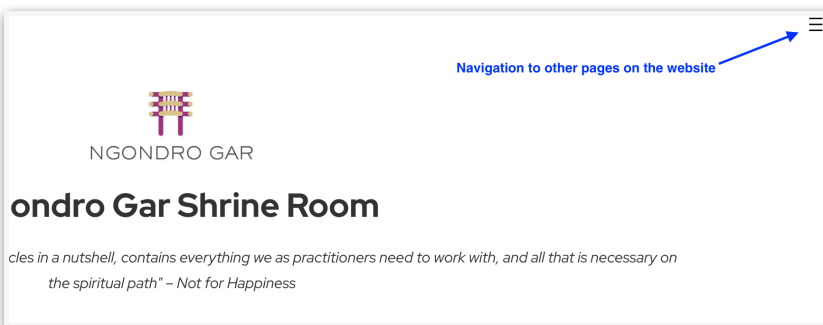 Navigation to other pages on the website
NGONDRO GAR
ondro Gar Shrine Room
cles in a nutshell, contains everything we as practitioners need to work with, and all that is necessary on
the spiritual path" – Not for Happiness